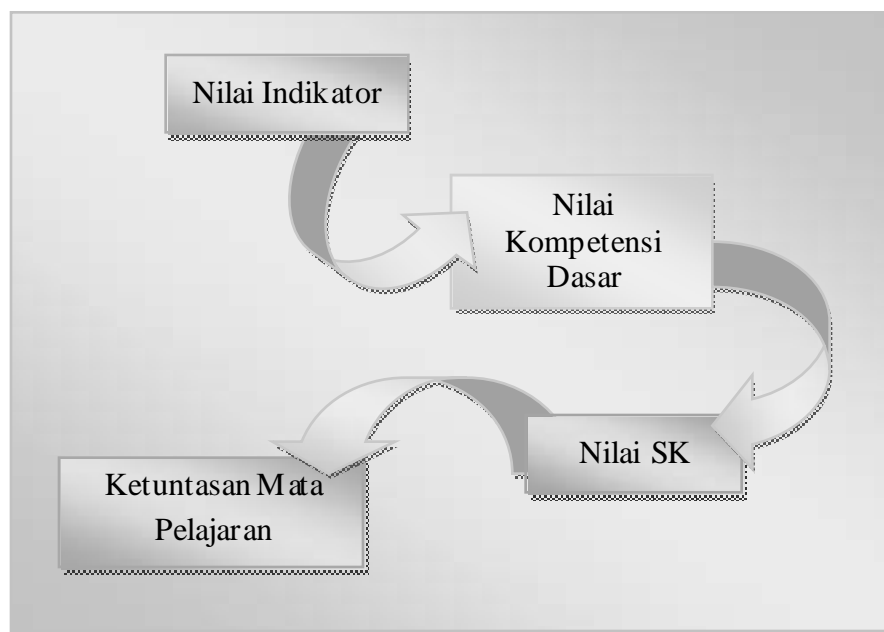 Nilai Indikator
Nilai
Kompetensi
Dasar
Nilai SK
Ketuntasan Mata
Pelajaran